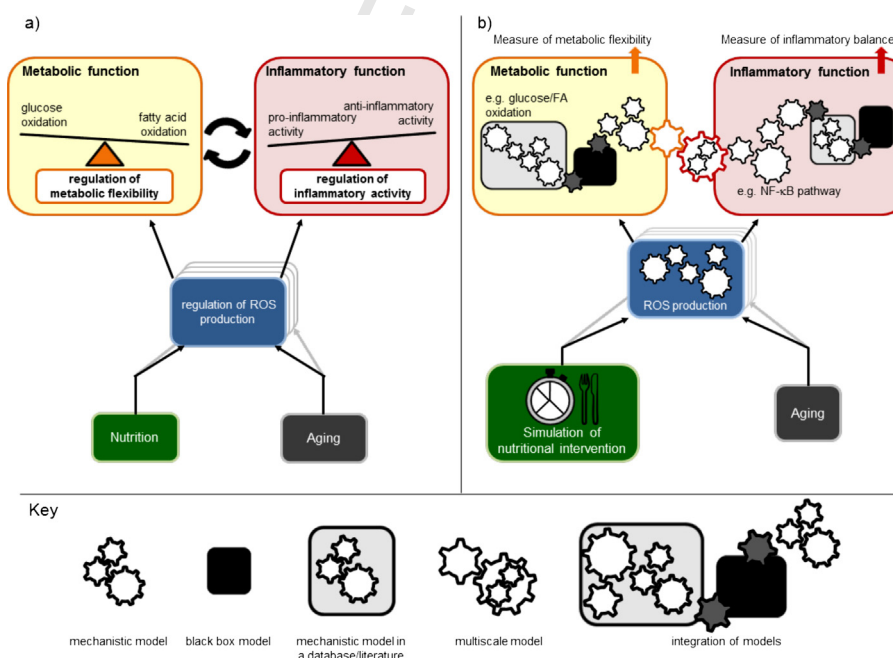 a)
Metabolic function
glucose
oxidation
fatty acid
oxidation
regulation of
metabolic flexibility
Inflammatory function
anti-inflammatory
activity
pro-inflammatory
activity
regulation of
inflammatory activity
regulation of ROS
production
Nutrition
Aging
b)
Measure of metabolic flexibility
Measure of inflammatory balance
Metabolic function
e.g. glucose/FA
oxidation
Inflammatory function
e.g. NF-κB pathway
ROS production
Simulation of
nutritional intervention
Aging
Key
mechanistic model
black box model
mechanistic model in
a database/literature
multiscale model
integration of models